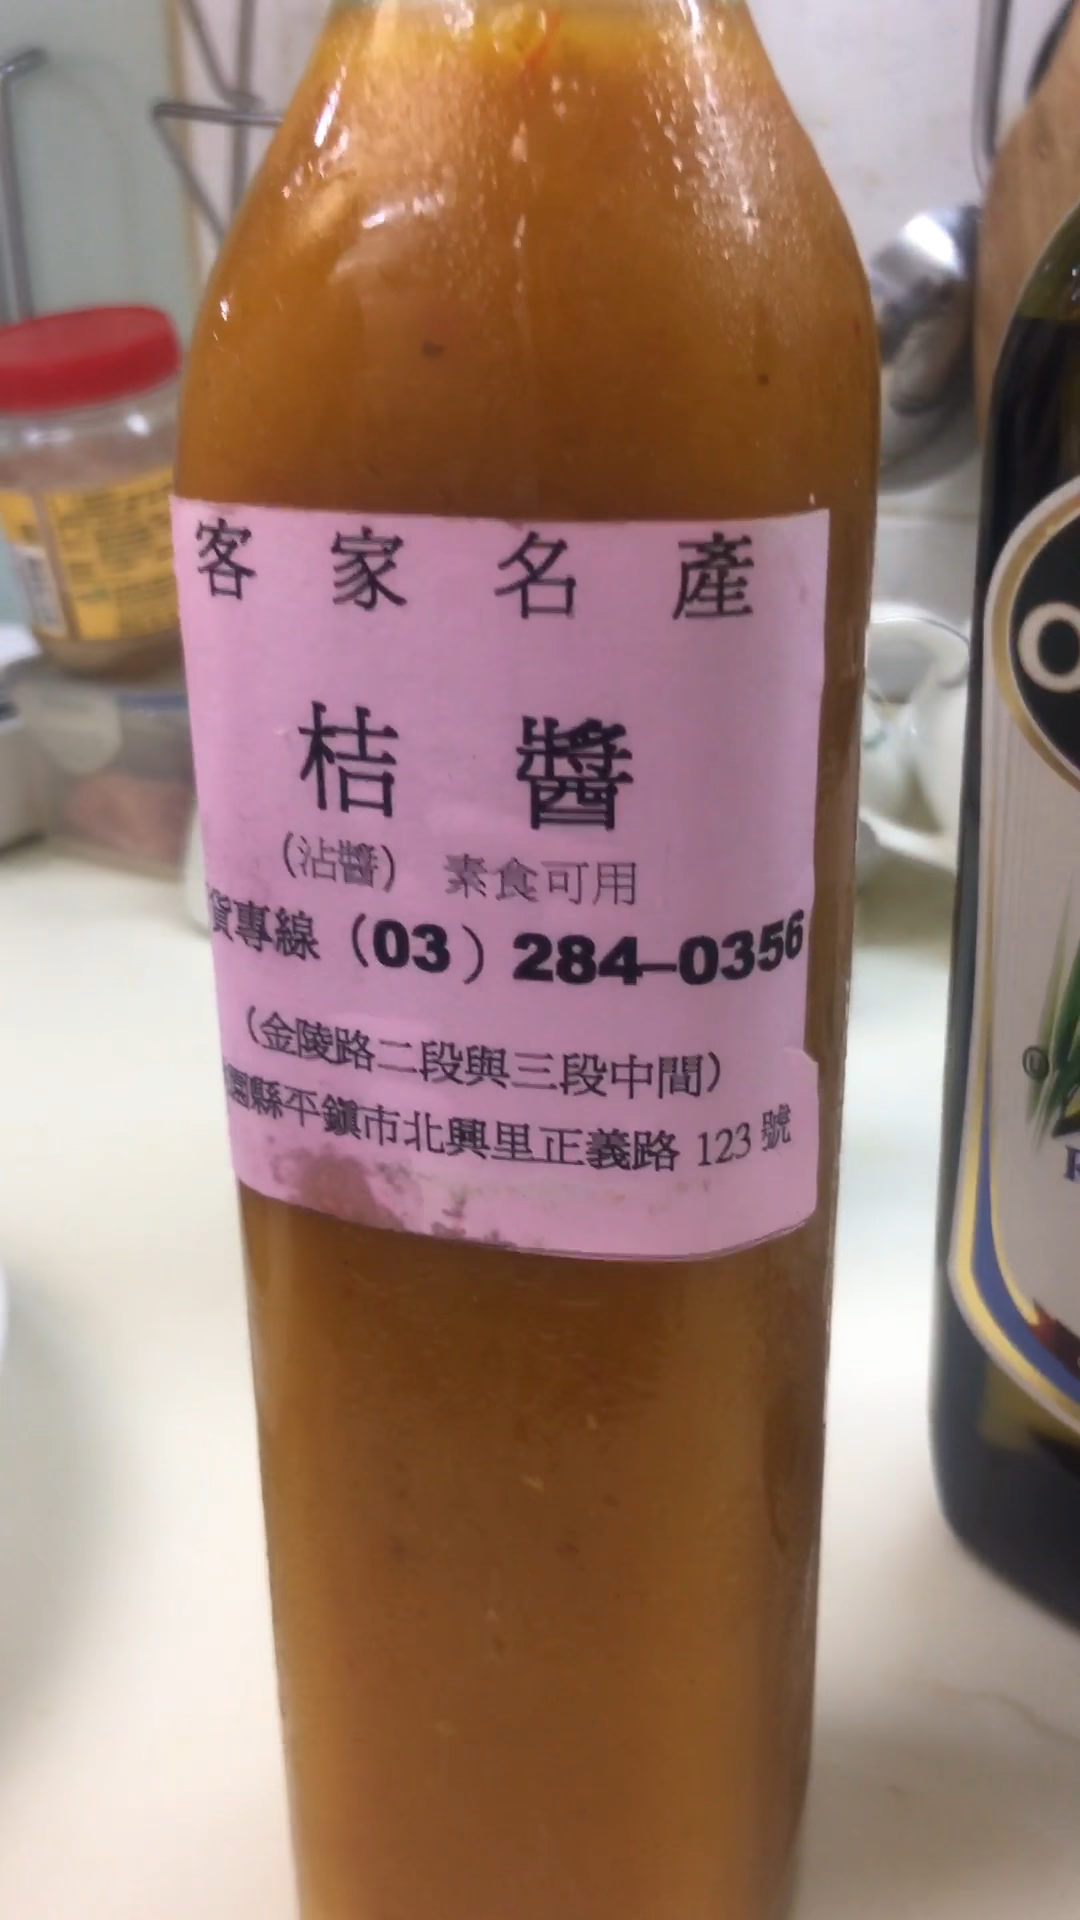 客家名產
桔醬
(沾醬) 素食可用
貨專線 (03) 284-0356
(金陵路二段與三段中間)
園縣平鎮市北興里正義路 123 號